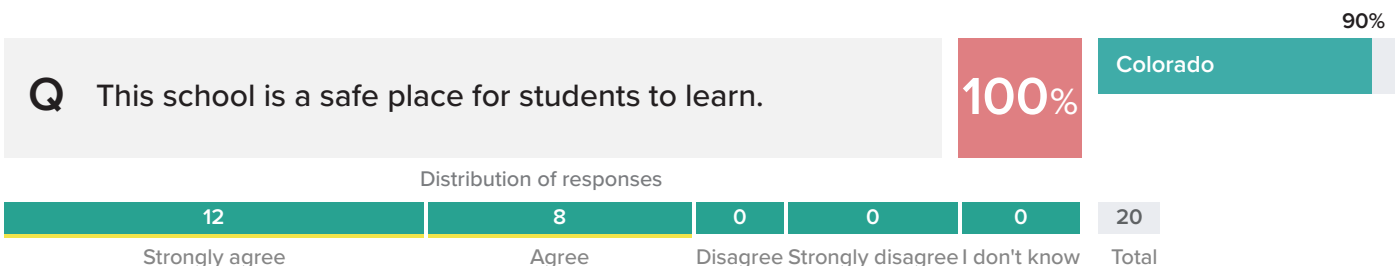 90%
Q This school is a safe place for students to learn.
100%
Colorado
Distribution of responses
12 8 0 0 0 20
Strongly agree Agree Disagree Strongly disagree I don't know Total